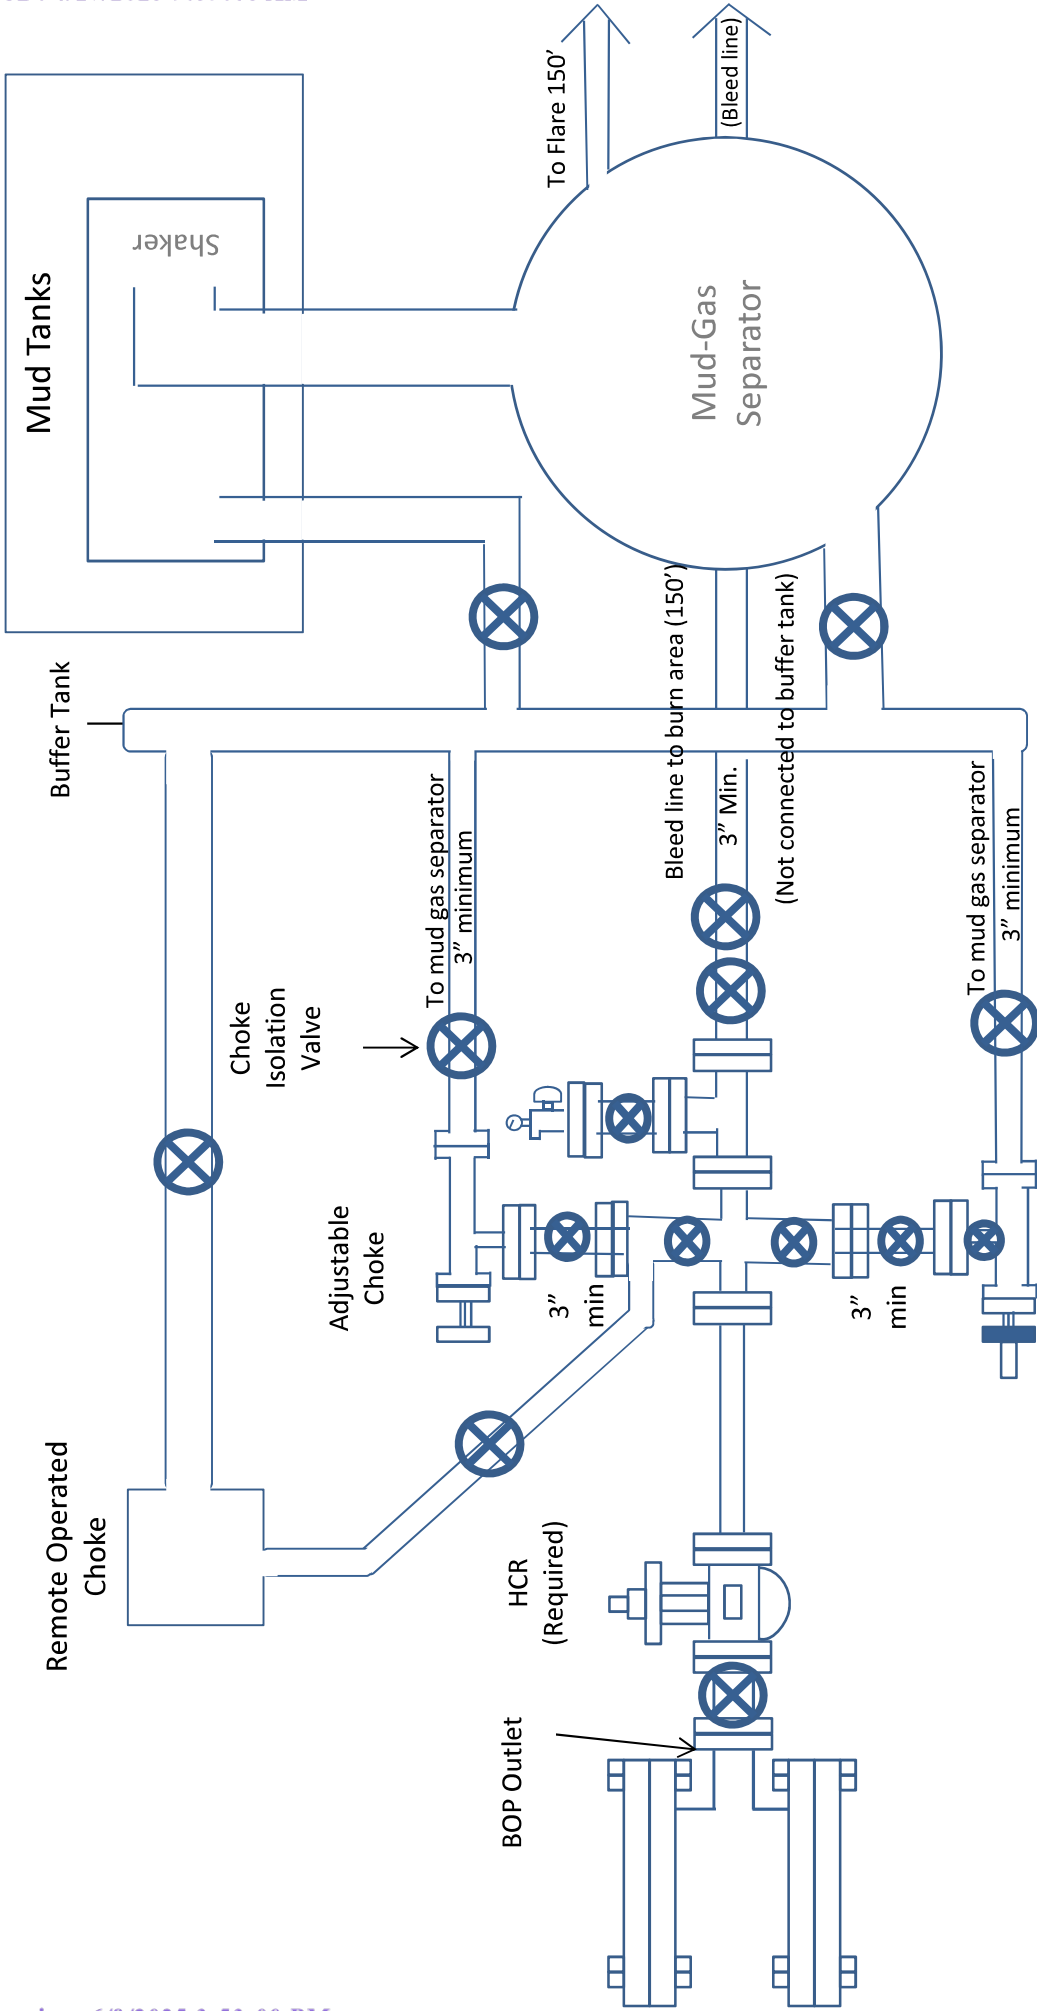 Mud Tanks
Shaker
To Flare 150’
(Bleed line)
Mud-Gas
Separator
Buffer Tank
Bleed line to burn area (150’)
3” Min.
(Not connected to buffer tank)
To mud gas separator
3” minimum
To mud gas separator
3” minimum
Choke
Isolation
Valve
Adjustable
Choke
3”
min
3”
min
Remote Operated
Choke
HCR
(Required)
BOP Outlet